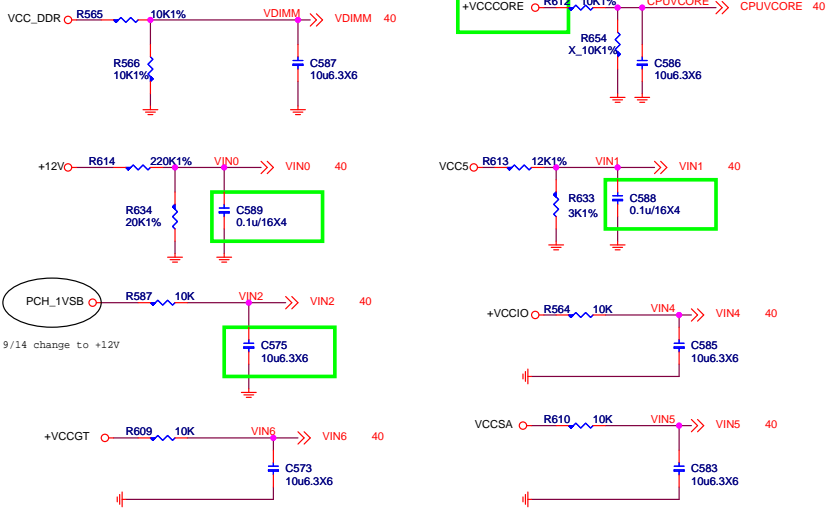 VCC_DDR R565 10K1% VDIMM VDIMM 40
R566
10K1%
C587
10u6.3X6
+VCCCORE R612 10K1% CPUVCORE CPUVCORE 40
R654
X_10K1%
C586
10u6.3X6
+12V R614 220K1% VIN0 VIN0 40
R634
20K1%
C589
0.1u/16X4
VCC5 R613 12K1% VIN1 VIN1 40
R633
3K1%
C588
0.1u/16X4
PCH_1VSB R587 10K VIN2 VIN2 40
9/14 change to +12V
C575
10u6.3X6
+VCCIO R564 10K VIN4 VIN4 40
C585
10u6.3X6
+VCCGT R609 10K VIN6 VIN6 40
C573
10u6.3X6
VCCSA R610 10K VIN5 VIN5 40
C583
10u6.3X6